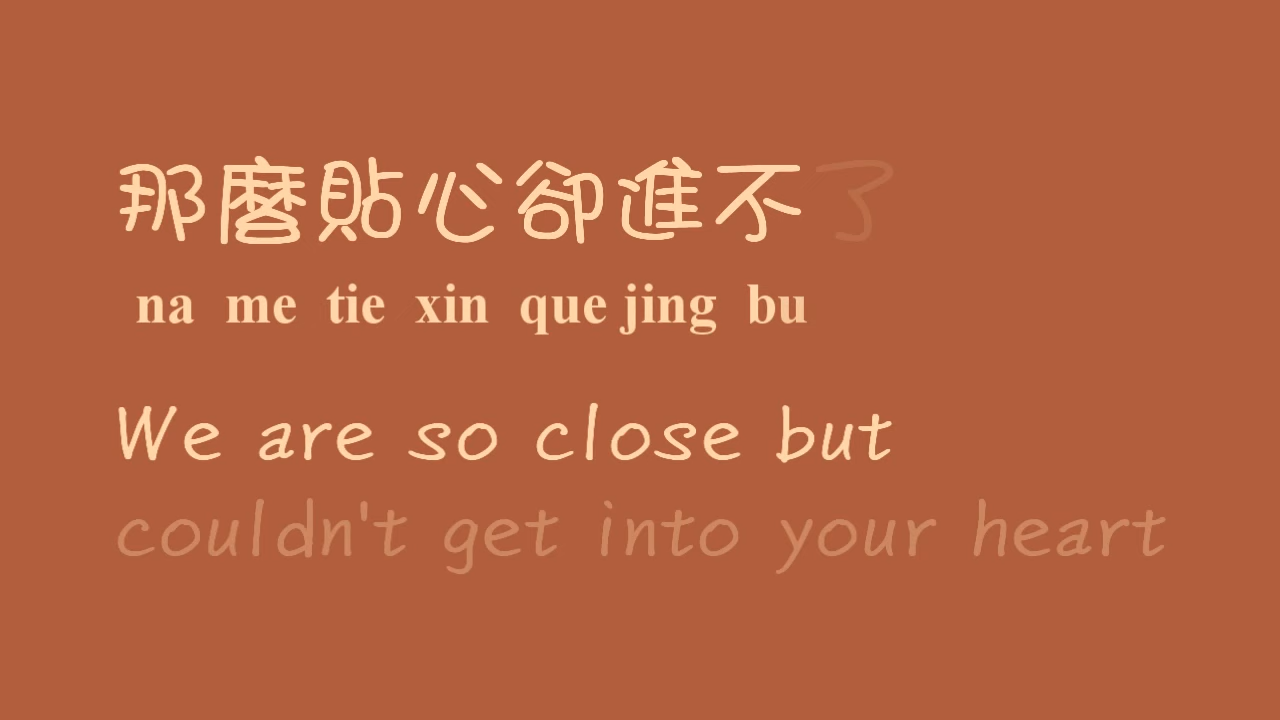 那麼貼心卻進不了
na me tie xin que jing bu
We are so close but
couldn't get into your heart